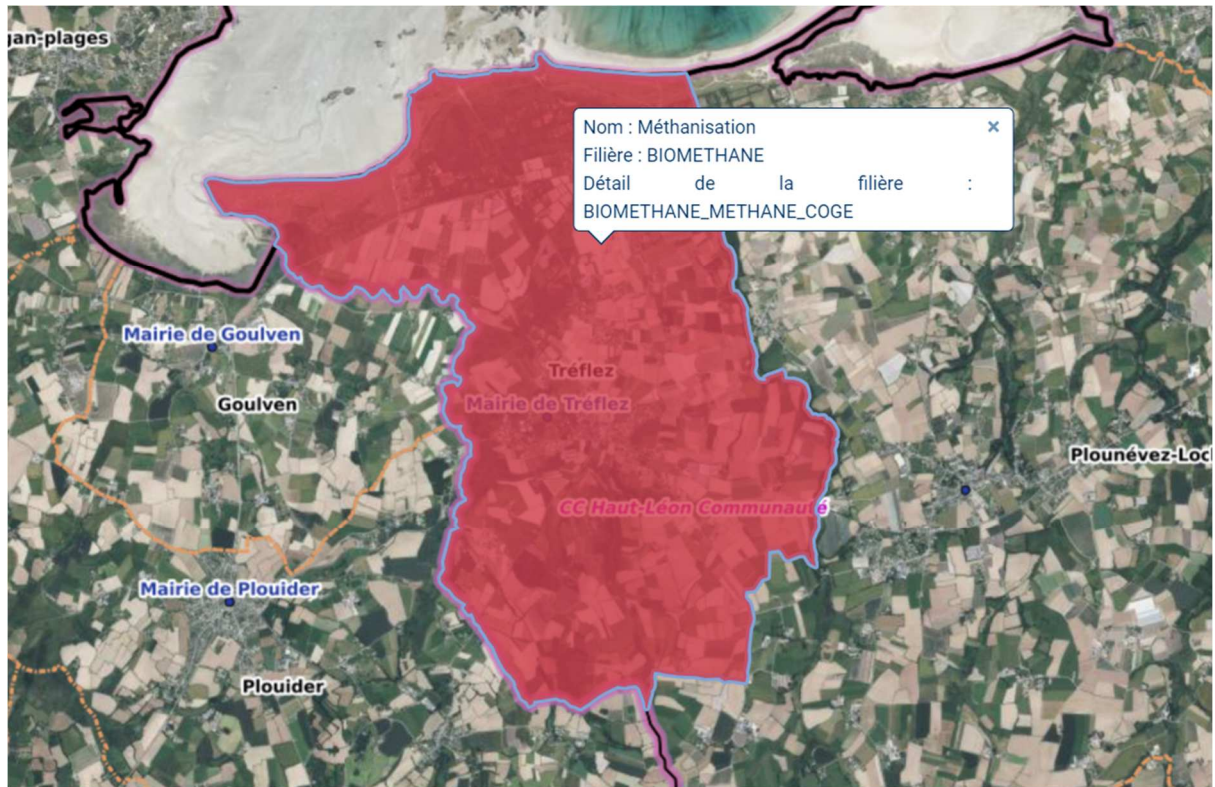 gan-plages
Nom : Méthanisation ×
Filière : BIOMETHANE
Détail de la filière :
BIOMETHANE_METHANE_COGE
Mairie de Goulven
Tréflez
Goulven
Mairie de Tréflez
Plounévez-Loc
CC Haut-Léon Communauté
Mairie de Plouider
Plouider